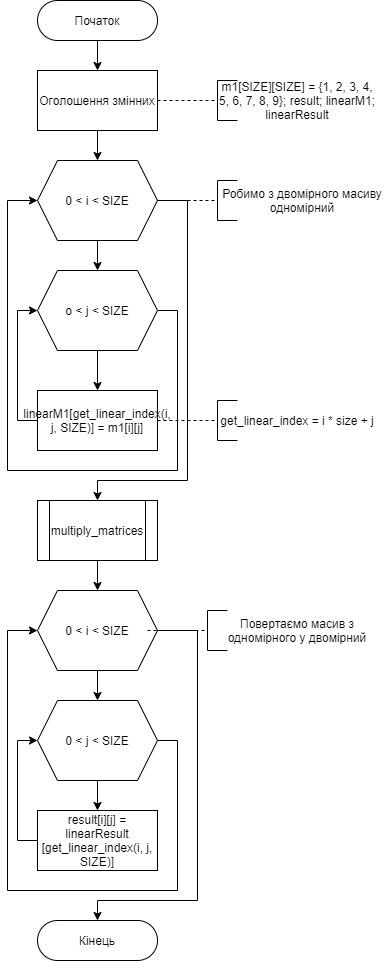 Початок
Оголошення змінних
m1[SIZE][SIZE] = {1, 2, 3, 4,
5, 6, 7, 8, 9}; result; linearM1;
linearResult
0 < i < SIZE
Робимо з двомірного масиву
одномірний
o < j < SIZE
linearM1[get_linear_index(i,
j, SIZE)] = m1[i][j]
get_linear_index = i * size + j
multiply_matrices
0 < i < SIZE
Повертаємо масив з
одномірного у двомірний
0 < j < SIZE
result[i][j] =
linearResult
[get_linear_index(i, j,
SIZE)]
Кінець